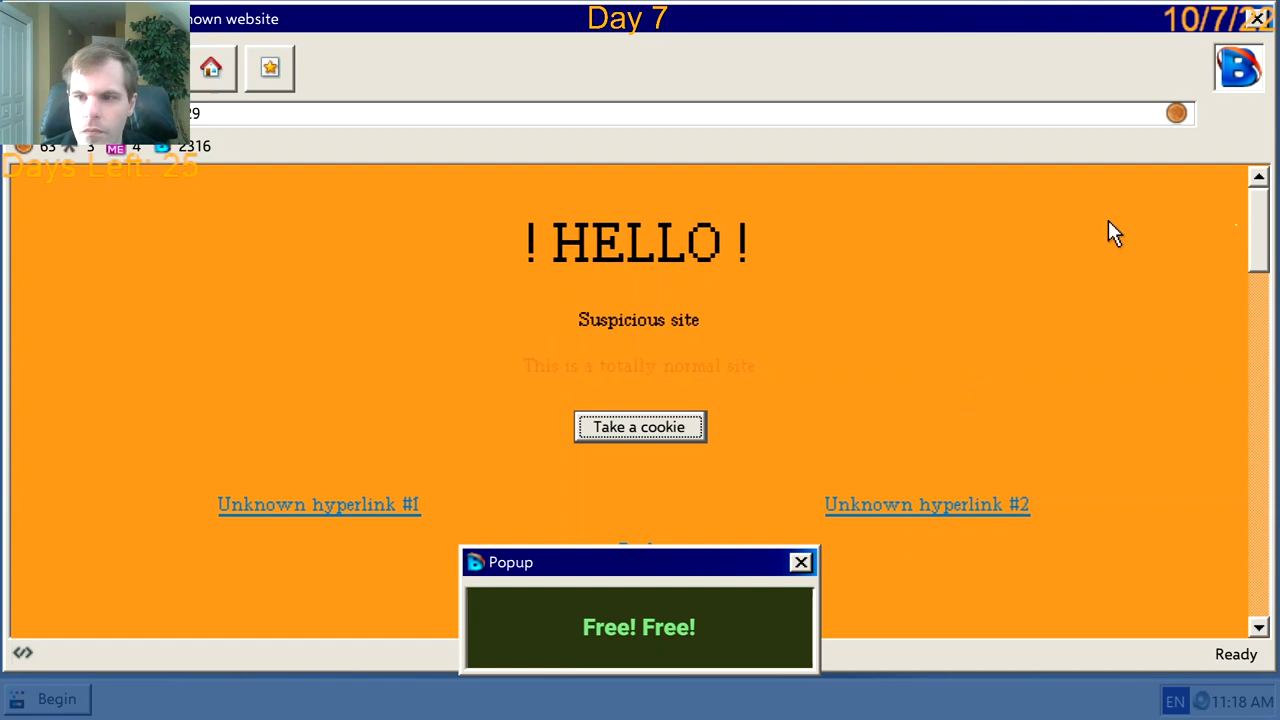 Day 7
10/7/22
nown website
29
63 3 ME 4 2316
Days Left: 25
! HELLO !
Suspicious site
This is a totally normal site
Take a cookie
Unknown hyperlink #1
Unknown hyperlink #2
Popup
Free! Free!
Ready
Begin
EN 11:18 AM